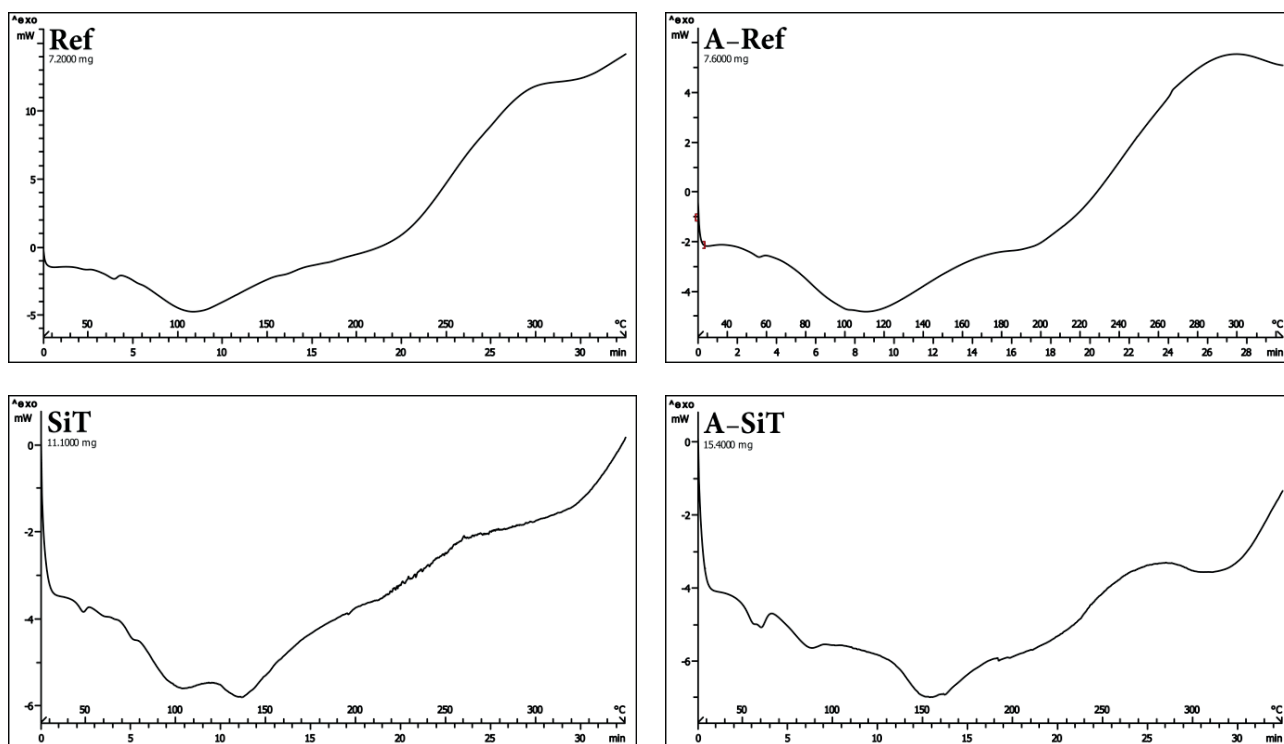 ^exo
mW
Ref
7.2000 mg
10
5
0
-5
50 100 150 200 250 300 °C
0 5 10 15 20 25 30 min
^exo
mW
A–Ref
7.6000 mg
4
2
0
-2
-4
40 60 80 100 120 140 160 180 200 220 240 260 280 300 °C
0 2 4 6 8 10 12 14 16 18 20 22 24 26 28 min
^exo
mW
SiT
11.1000 mg
0
-2
-4
-6
50 100 150 200 250 300 °C
0 5 10 15 20 25 30 min
^exo
mW
A–SiT
15.4000 mg
0
-2
-4
-6
50 100 150 200 250 300 °C
0 5 10 15 20 25 30 min